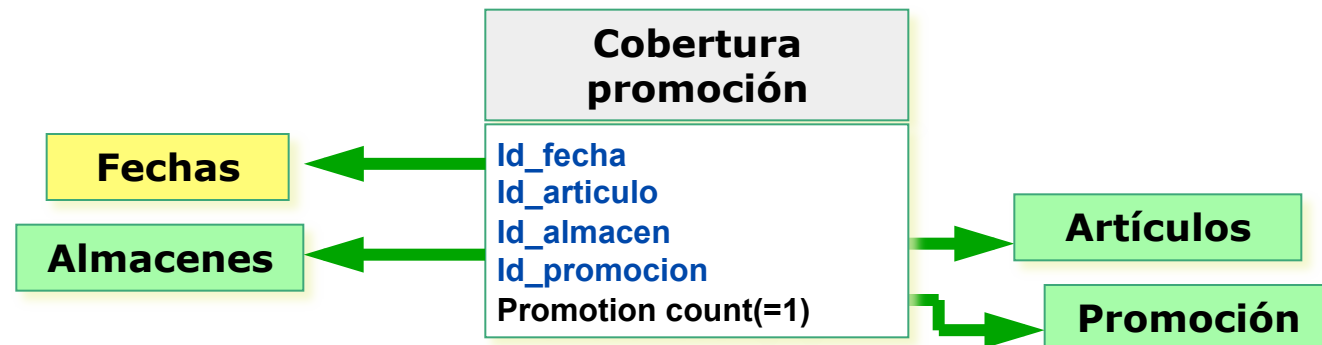 Cobertura
promoción
Fechas
Almacenes
Id_fecha
Id_articulo
Id_almacen
Id_promocion
Promotion count(=1)
Artículos
Promoción